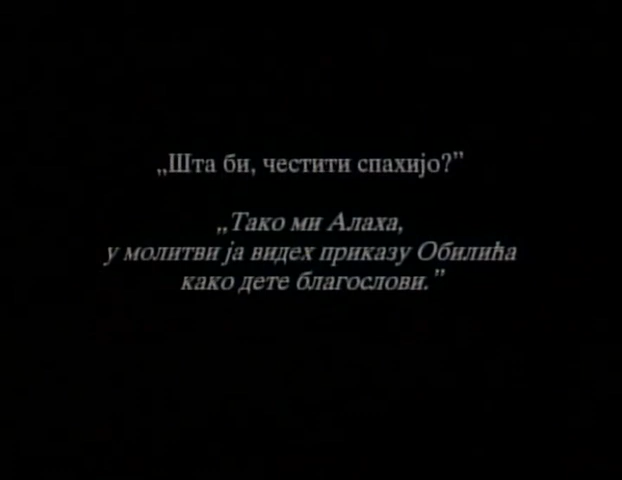 „Шта би, честити спахијо?”
„Тако ми Алаха,
у молитви ја видех приказу Обилића
како дете благослови.”